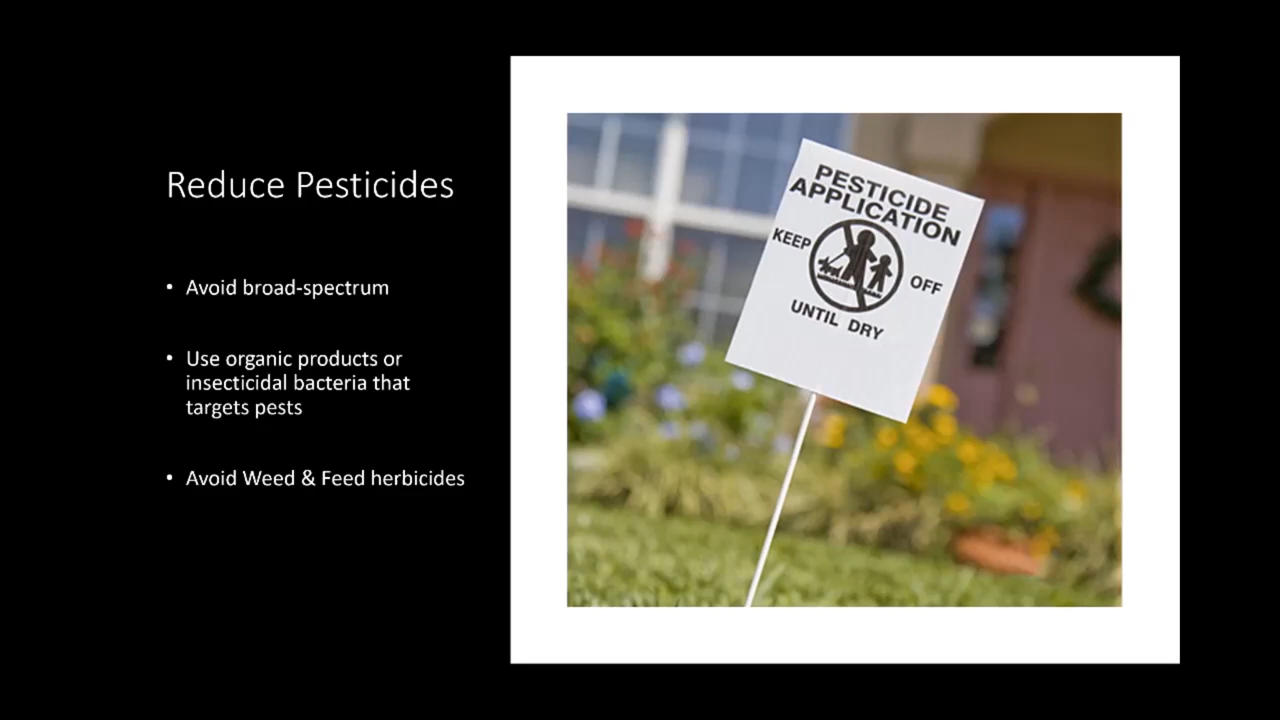 Reduce Pesticides
• Avoid broad-spectrum
• Use organic products or
insecticidal bacteria that
targets pests
• Avoid Weed & Feed herbicides
PESTICIDE
APPLICATION
KEEP
OFF
UNTIL DRY